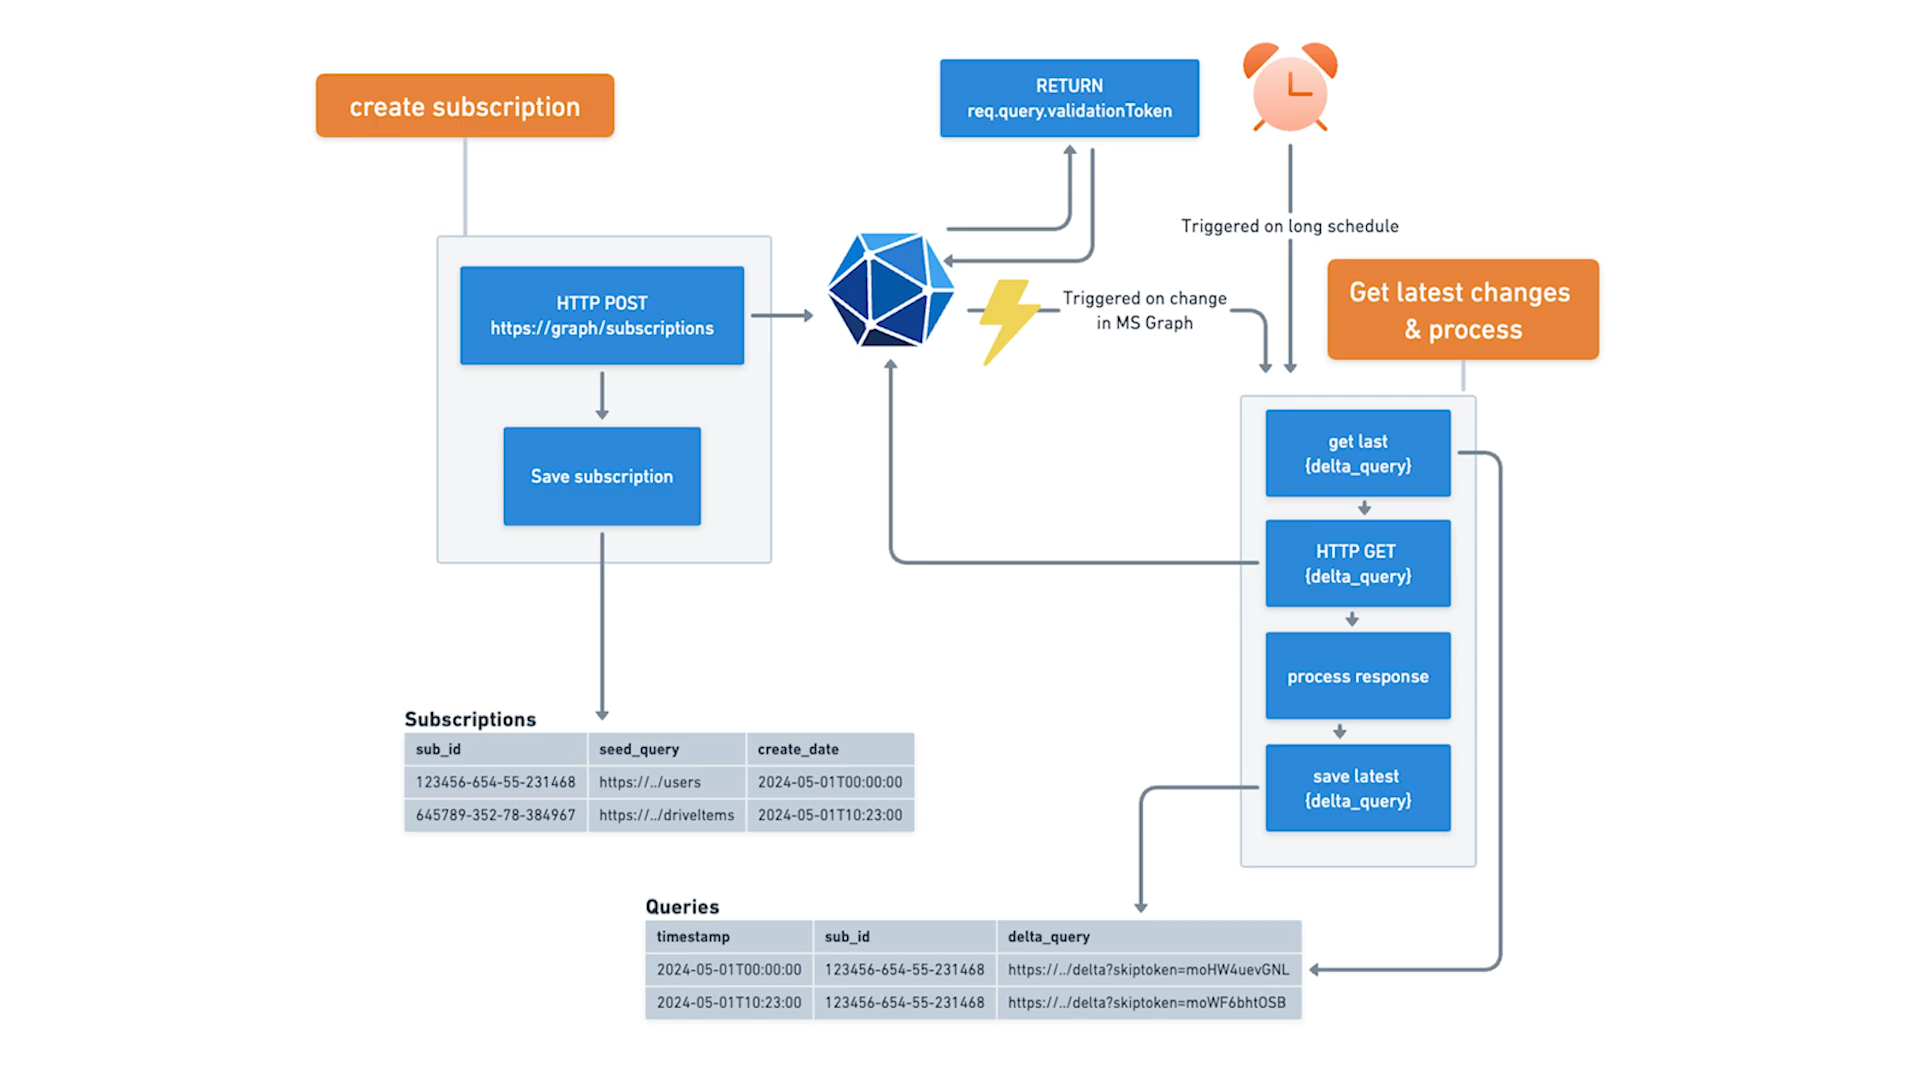 create subscription
RETURN
req.query.validationToken
Triggered on long schedule
HTTP POST
https://graph/subscriptions
Triggered on change
in MS Graph
Get latest changes
& process
Save subscription
get last
{delta_query}
HTTP GET
{delta_query}
process response
save latest
{delta_query}
Subscriptions
sub_id seed_query create_date
123456-654-55-231468 https://../users 2024-05-01T00:00:00
645789-352-78-384967 https://../driveItems 2024-05-01T10:23:00
Queries
timestamp sub_id delta_query
2024-05-01T00:00:00 123456-654-55-231468 https://../delta?skiptoken=moHW4uevGNL
2024-05-01T10:23:00 123456-654-55-231468 https://../delta?skiptoken=moWF6bhtOSB